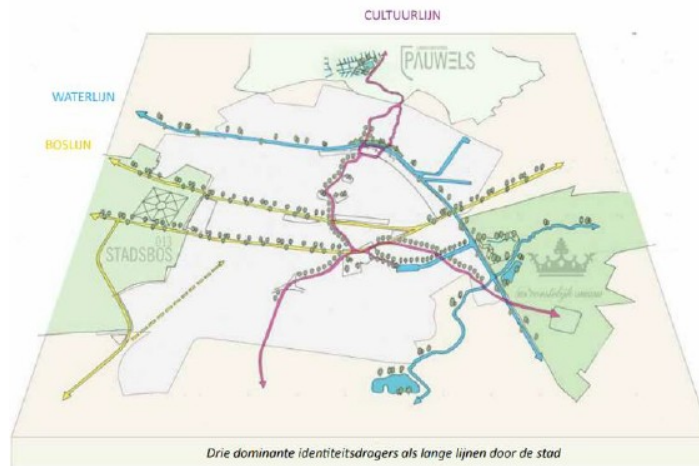 CULTUURLIJN
PAUWELS
WATERLIJN
BOSLIJN
013
STADSBOS
Drie dominante identiteitsdragers als lange lijnen door de stad